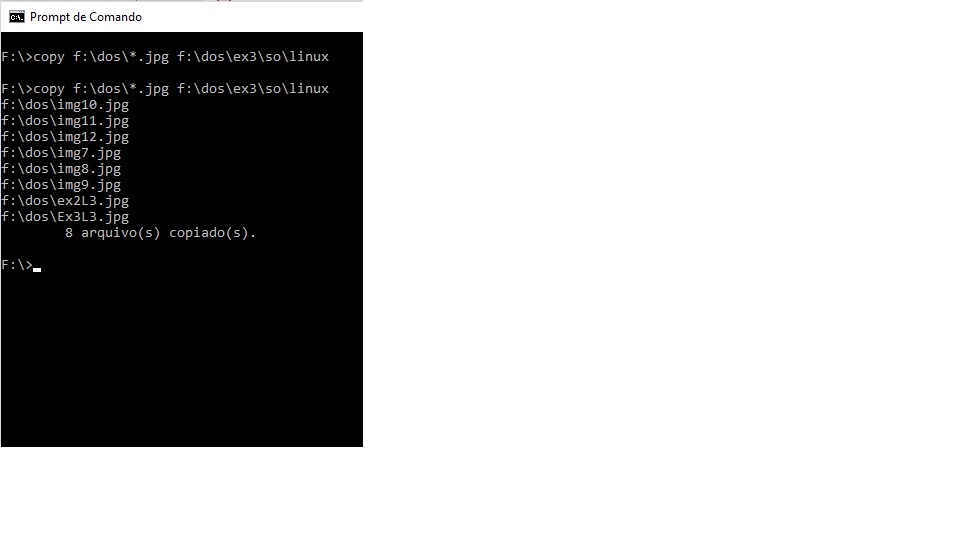 Prompt de Comando
F:\>copy f:\dos\*.jpg f:\dos\ex3\so\linux
F:\>copy f:\dos\*.jpg f:\dos\ex3\so\linux
f:\dos\img10.jpg
f:\dos\img11.jpg
f:\dos\img12.jpg
f:\dos\img7.jpg
f:\dos\img8.jpg
f:\dos\img9.jpg
f:\dos\ex2L3.jpg
f:\dos\Ex3L3.jpg
8 arquivo(s) copiado(s).
F:\>